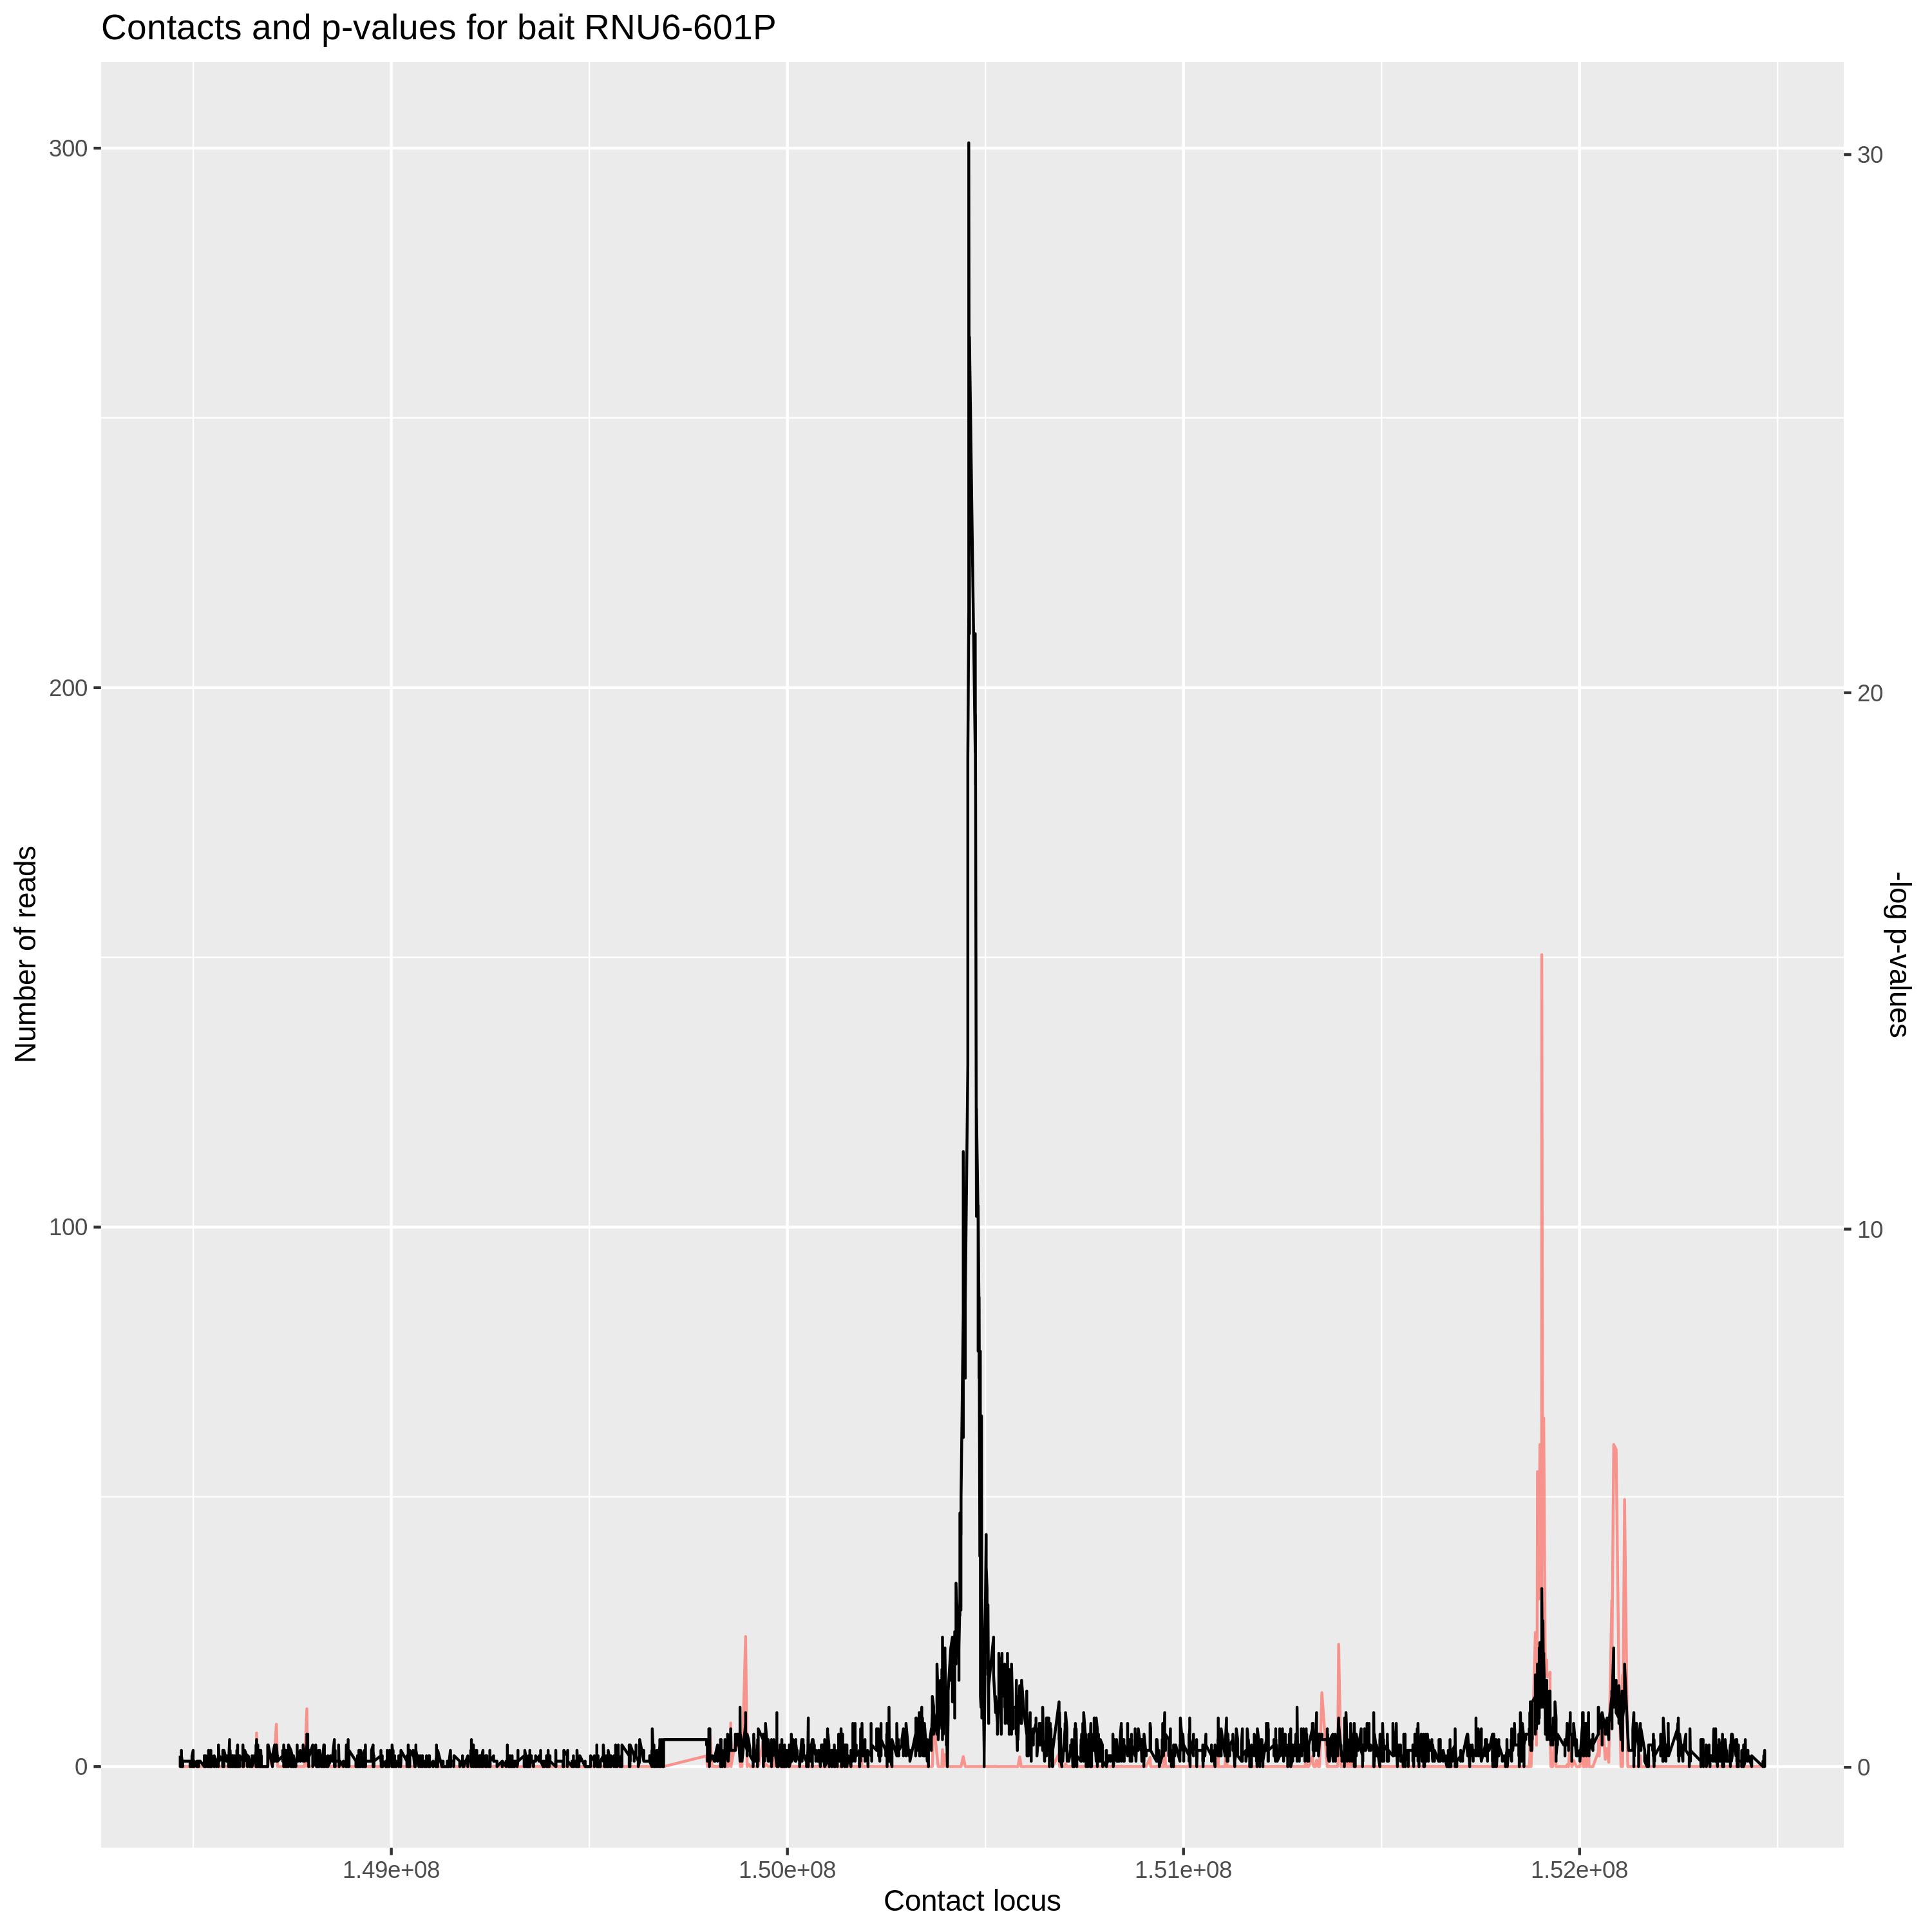 Contacts and p-values for bait RNU6-601P
300
200
100
0
Number of reads
30
20
10
0
-log p-values
1.49e+08
1.50e+08
1.51e+08
1.52e+08
Contact locus